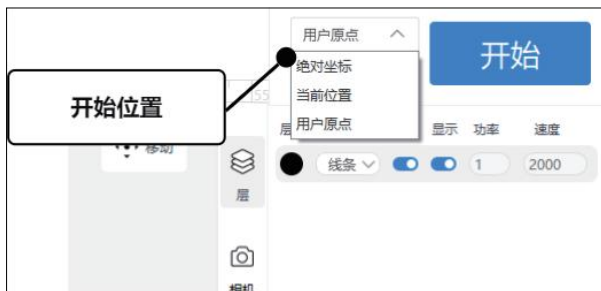 用户原点
开始
绝对坐标
当前位置
用户原点
开始位置
55
层
显示
功率
速度
移动
线条
1
2000
层
相机